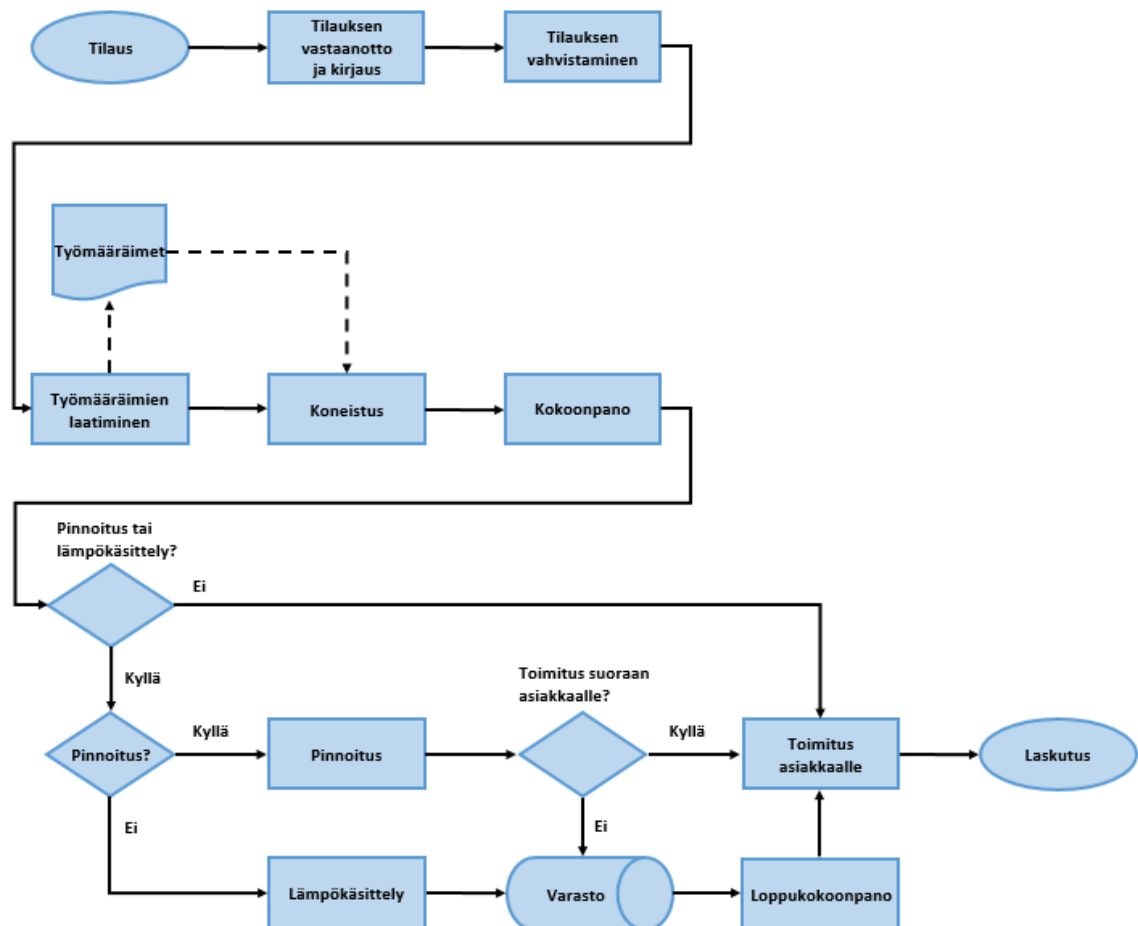 Tilaus
Tilauksen
vastaanotto
ja kirjaus
Tilauksen
vahvistaminen
Työmääräimet
Työmääräimien
laatiminen
Koneistus
Kokoonpano
Pinnoitus tai
lämpökäsittely?
Ei
Kyllä
Toimitus suoraan
asiakkaalle?
Pinnoitus?
Kyllä
Pinnoitus
Kyllä
Toimitus
asiakkaalle
Laskutus
Ei
Ei
Lämpökäsittely
Varasto
Loppukokoonpano